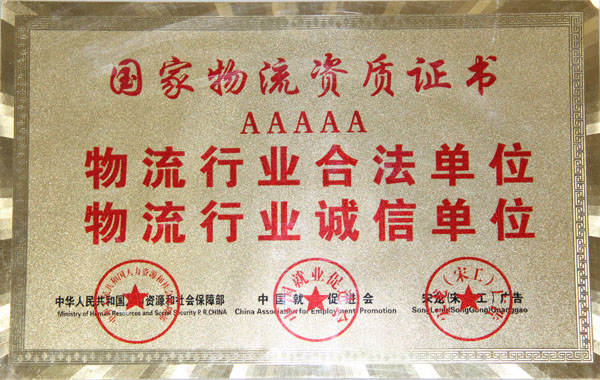 国家物流资质证书
AAAAA
物流行业合法单位
物流行业诚信单位
中华人民共和国 资源和社会保障部
Ministry of Human Resources and Social Security P. R.CHINA
中国就 促进会
China Association for Employment Promotion
宋龙(宋工)广告